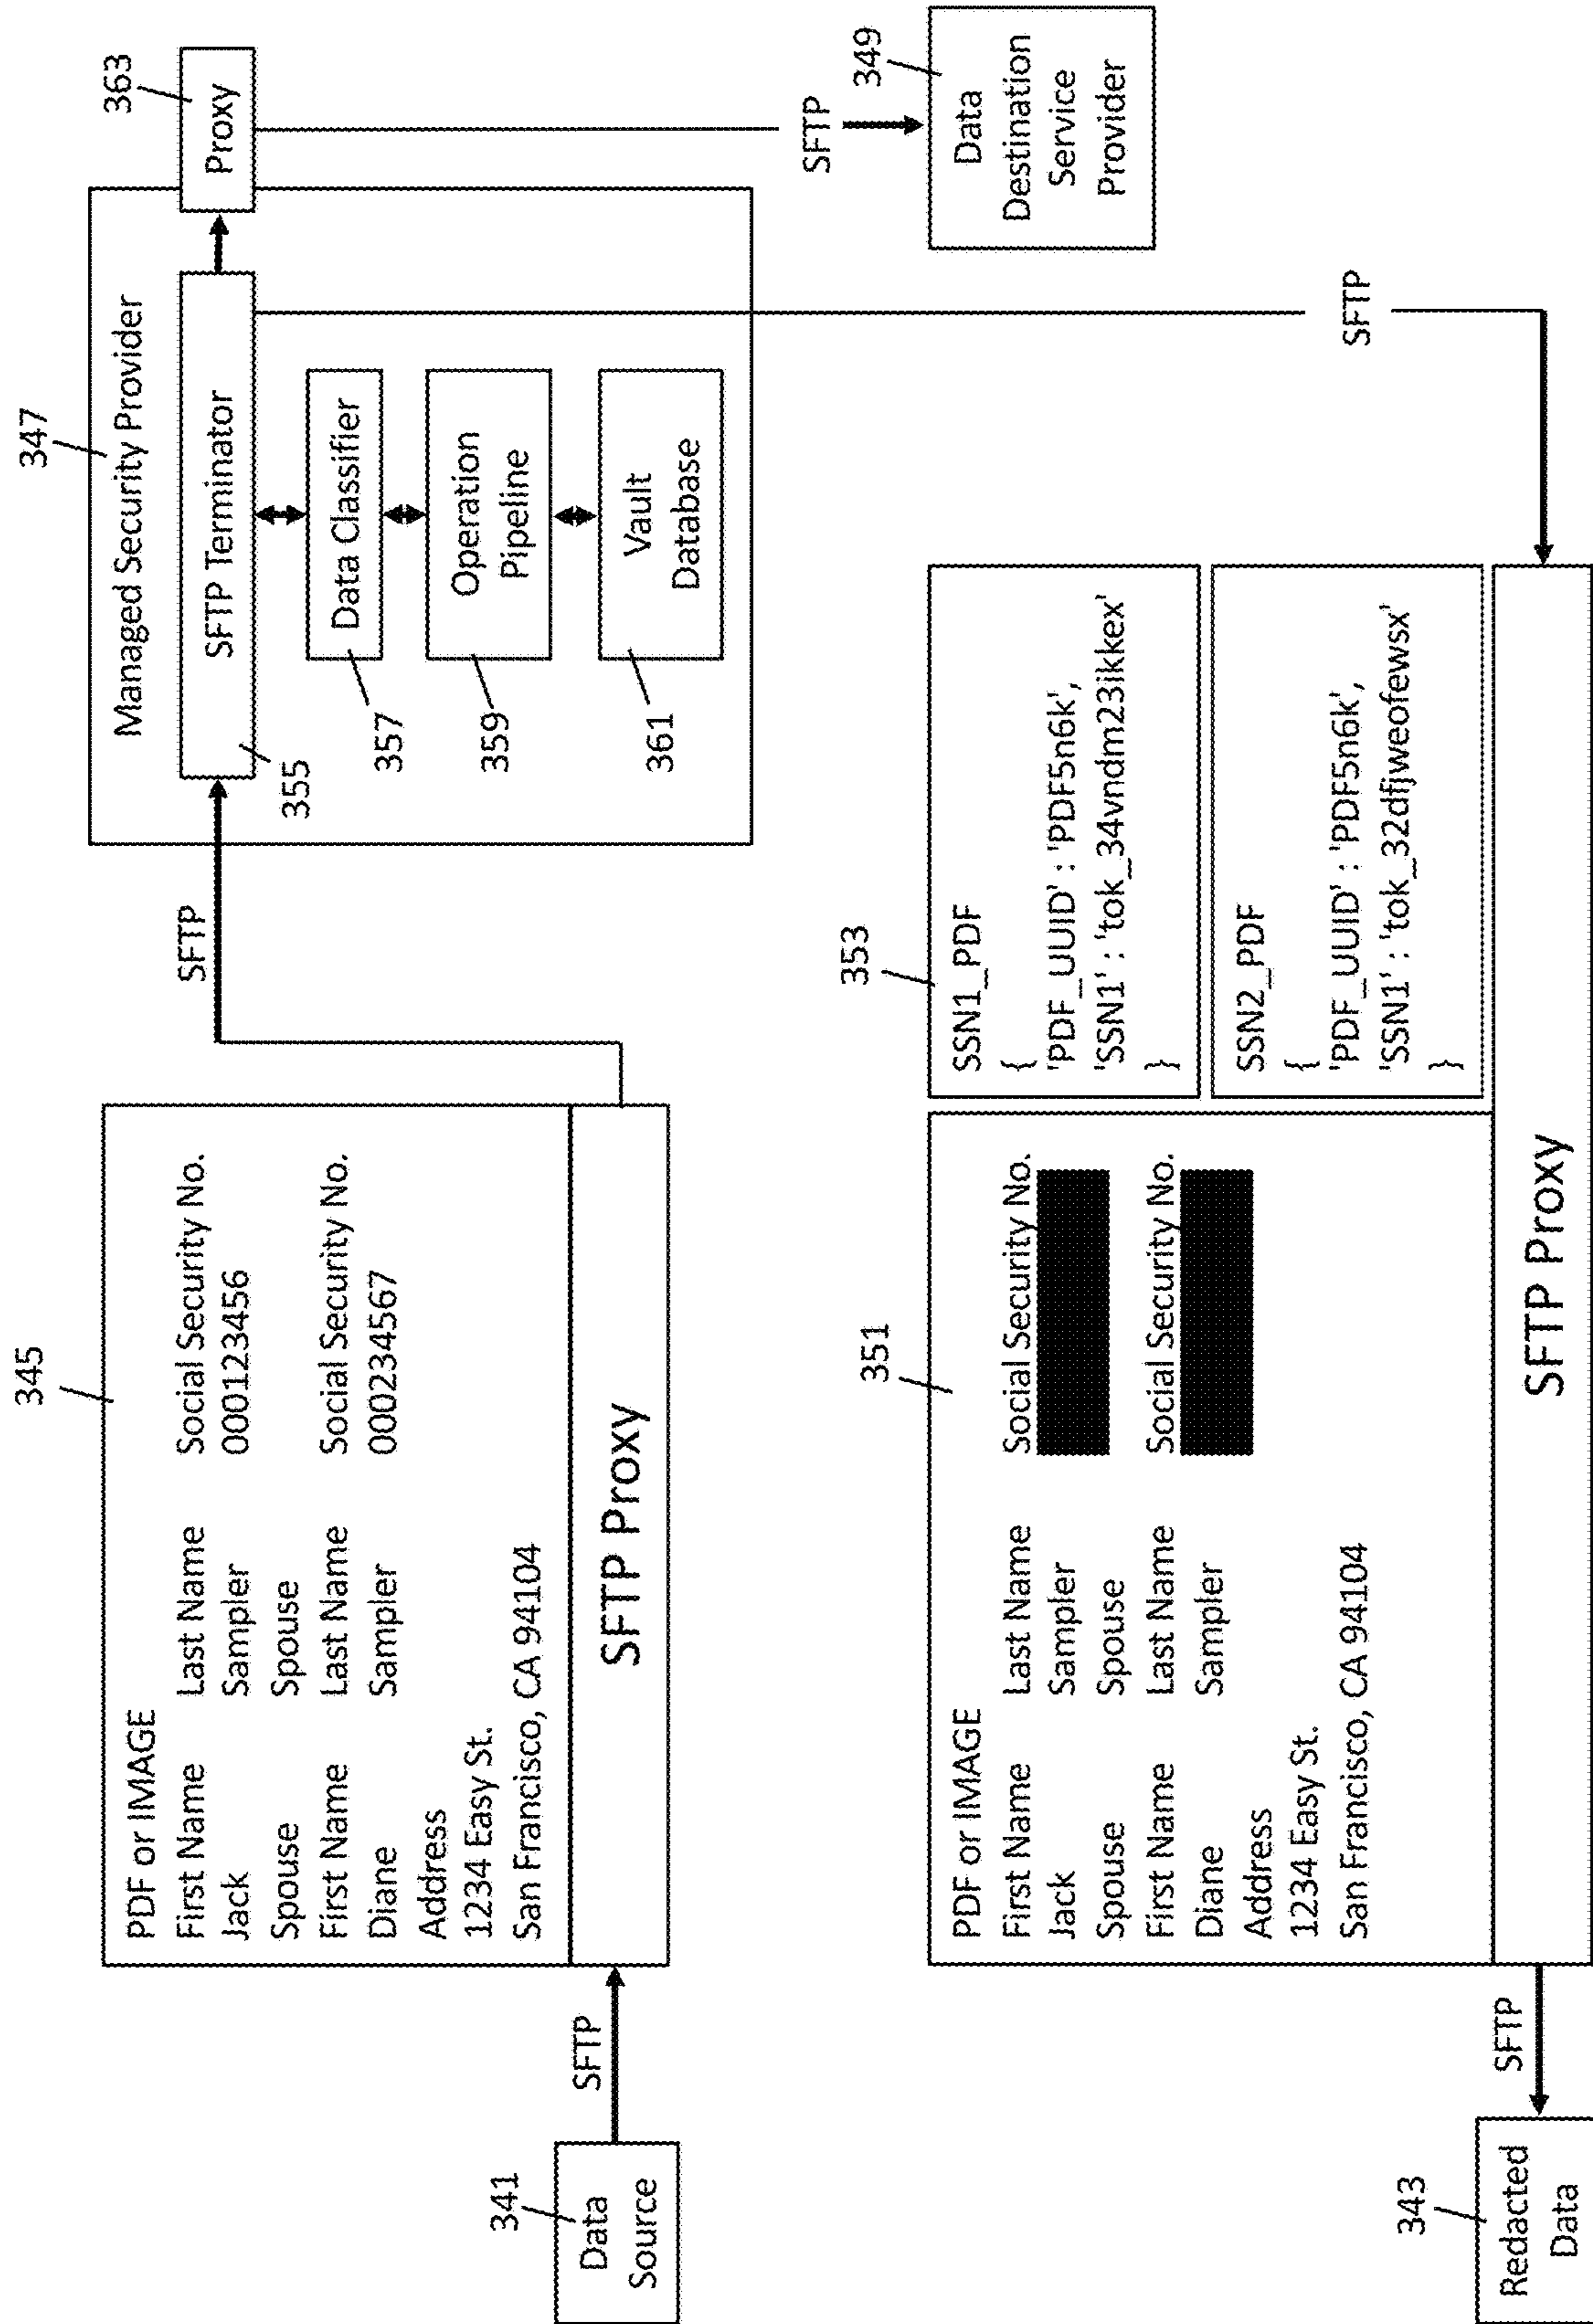 345
PDF or IMAGE
First Name Last Name Social Security No.
Jack Sampler 000123456
Spouse Spouse
First Name Last Name Social Security No.
Diane Sampler 000234567
Address
1234 Easy St.
San Francisco, CA 94104
SFTP Proxy
341
Data
Source
SFTP
SFTP
347
Managed Security Provider
SFTP Terminator
355
Data Classifier
357
Operation
Pipeline
359
Vault
Database
361
363
Proxy
SFTP
349
Data
Destination
Service
Provider
SFTP
351
PDF or IMAGE
First Name Last Name Social Security No.
Jack Sampler
Spouse Spouse
First Name Last Name Social Security No.
Diane Sampler
Address
1234 Easy St.
San Francisco, CA 94104
353
SSN1_PDF
{
'PDF_UUID' : 'PDF5n6k',
'SSN1' : 'tok_34vndm23ikkex'
}
SSN2_PDF
{
'PDF_UUID' : 'PDF5n6k',
'SSN1' : 'tok_32dfjweofewsx'
}
SFTP Proxy
SFTP
343
Redacted
Data